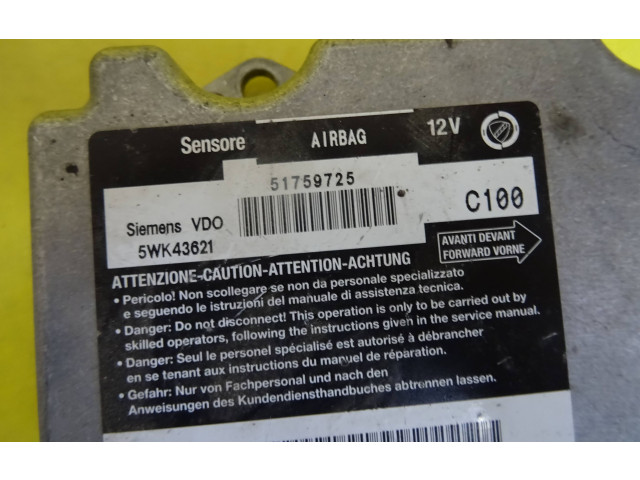 Sensore AIRBAG 12V
51759725
Siemens VDO
5WK43621
C100
AVANTI DEVANT
FORWARD VORNE
ATTENZIONE-CAUTION-ATTENTION-ACHTUNG
• Pericolo! Non scollegare se non da personale specializzato
e seguendo le istruzioni del manuale di assistenza tecnica.
• Danger: Do not disconnect! This operation is only to be carried out by
skilled operators, following the instructions given in the service manual.
• Danger: Seul le personel spécialisé est autorisé à débrancher
en se tenant aux instructions du manuel de réparation.
• Gefahr: Nur von Fachpersonal und nach den
Anweisungen des Kundendiensthandbuches abtrennen lassen.